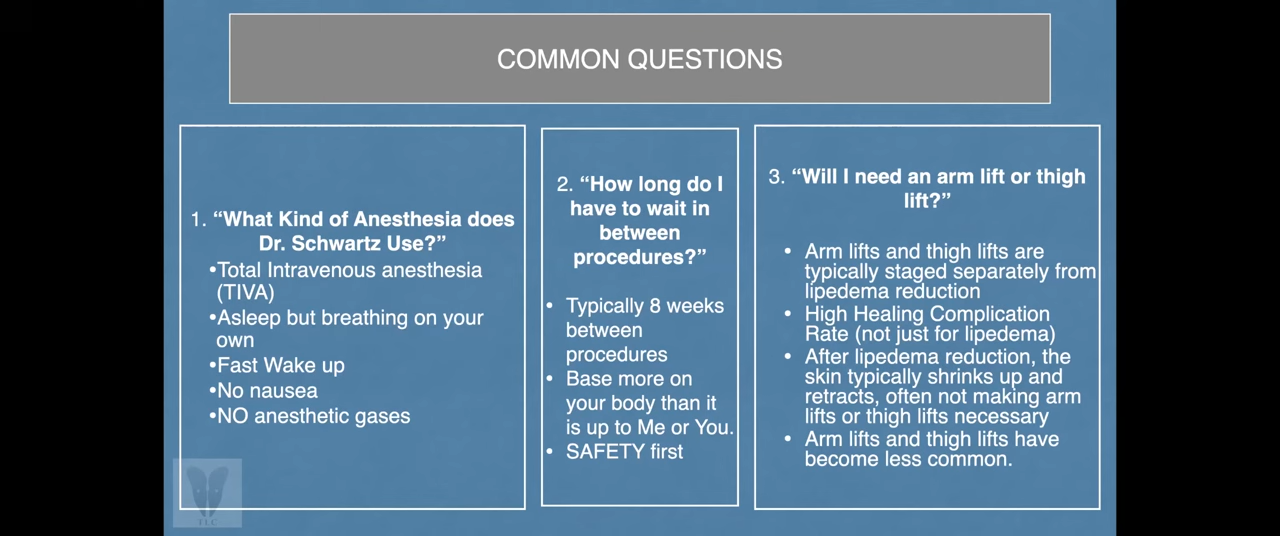 COMMON QUESTIONS
1. “What Kind of Anesthesia does
Dr. Schwartz Use?”
•Total Intravenous anesthesia
(TIVA)
•Asleep but breathing on your
own
•Fast Wake up
•No nausea
•NO anesthetic gases
2. “How long do I
have to wait in
between
procedures?”
• Typically 8 weeks
between
procedures
• Base more on
your body than it
is up to Me or You.
• SAFETY first
3. “Will I need an arm lift or thigh
lift?”
• Arm lifts and thigh lifts are
typically staged separately from
lipedema reduction
• High Healing Complication
Rate (not just for lipedema)
• After lipedema reduction, the
skin typically shrinks up and
retracts, often not making arm
lifts or thigh lifts necessary
• Arm lifts and thigh lifts have
become less common.